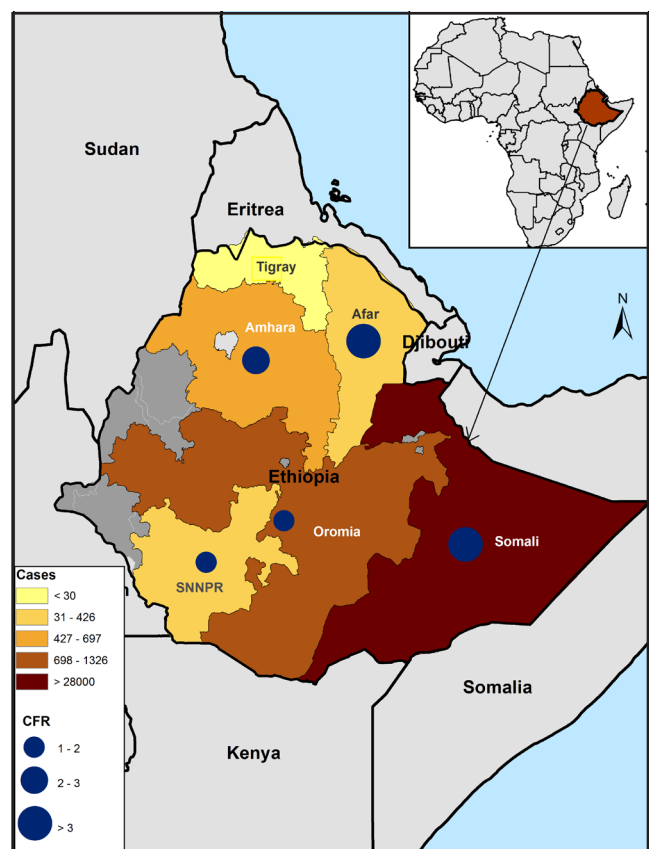 Sudan
Eritrea
Tigray
Amhara
Afar
Djibouti
N
Ethiopia
Oromia
Somali
SNNPR
Somalia
Kenya
Cases
< 30
31 - 426
427 - 697
698 - 1326
> 28000
CFR
1 - 2
2 - 3
> 3